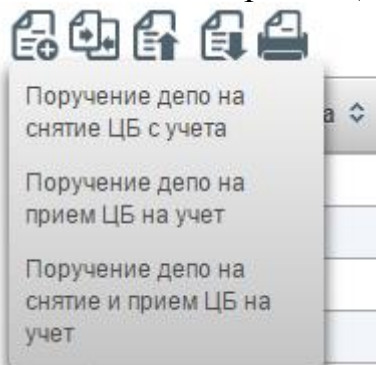 Поручение депо на
снятие ЦБ с учета
а
Поручение депо на
прием ЦБ на учет
Поручение депо на
снятие и прием ЦБ на
учет